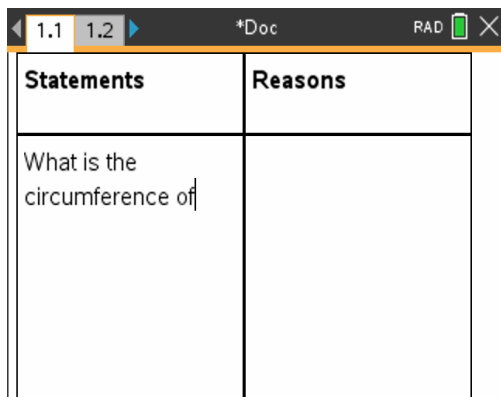 1.1 1.2 *Doc RAD
Statements Reasons
What is the
circumference of